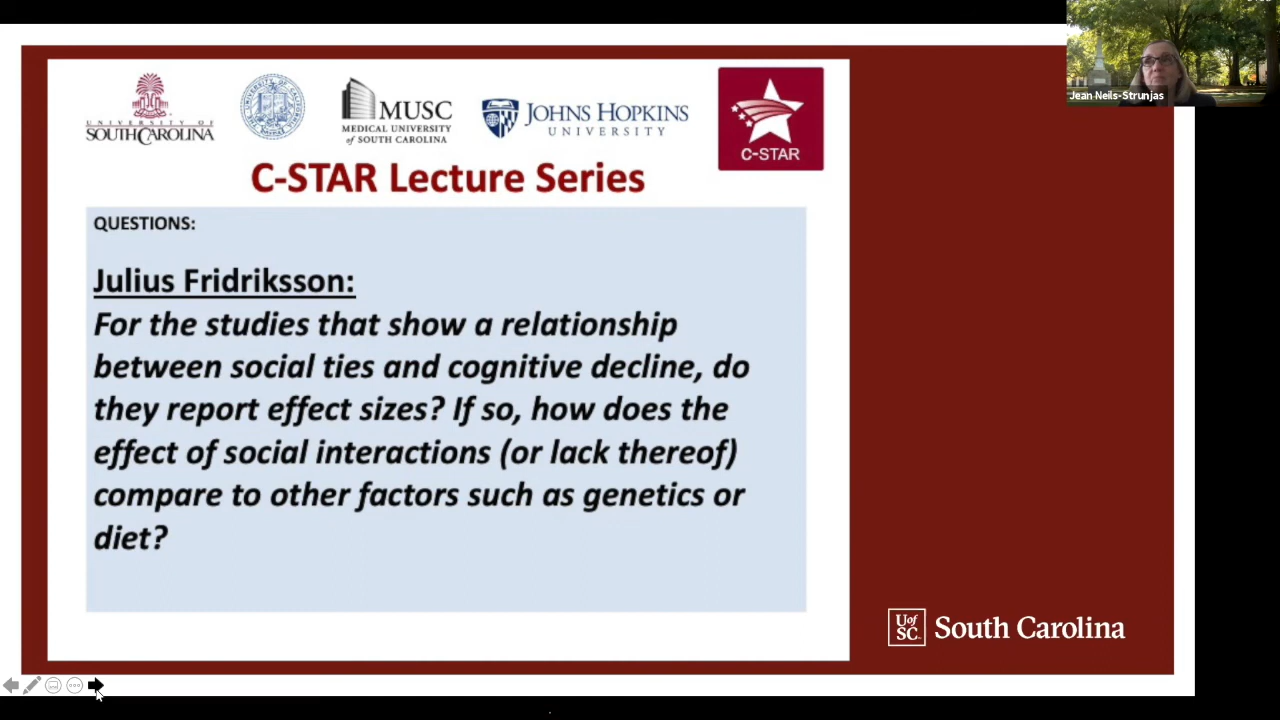 UNIVERSITY OF
SOUTH CAROLINA
MUSC
MEDICAL UNIVERSITY
of SOUTH CAROLINA
JOHNS HOPKINS
UNIVERSITY
C-STAR
Jean Neils-Strunjas
C-STAR Lecture Series
QUESTIONS:
Julius Fridriksson:
For the studies that show a relationship
between social ties and cognitive decline, do
they report effect sizes? If so, how does the
effect of social interactions (or lack thereof)
compare to other factors such as genetics or
diet?
UofSC
South Carolina